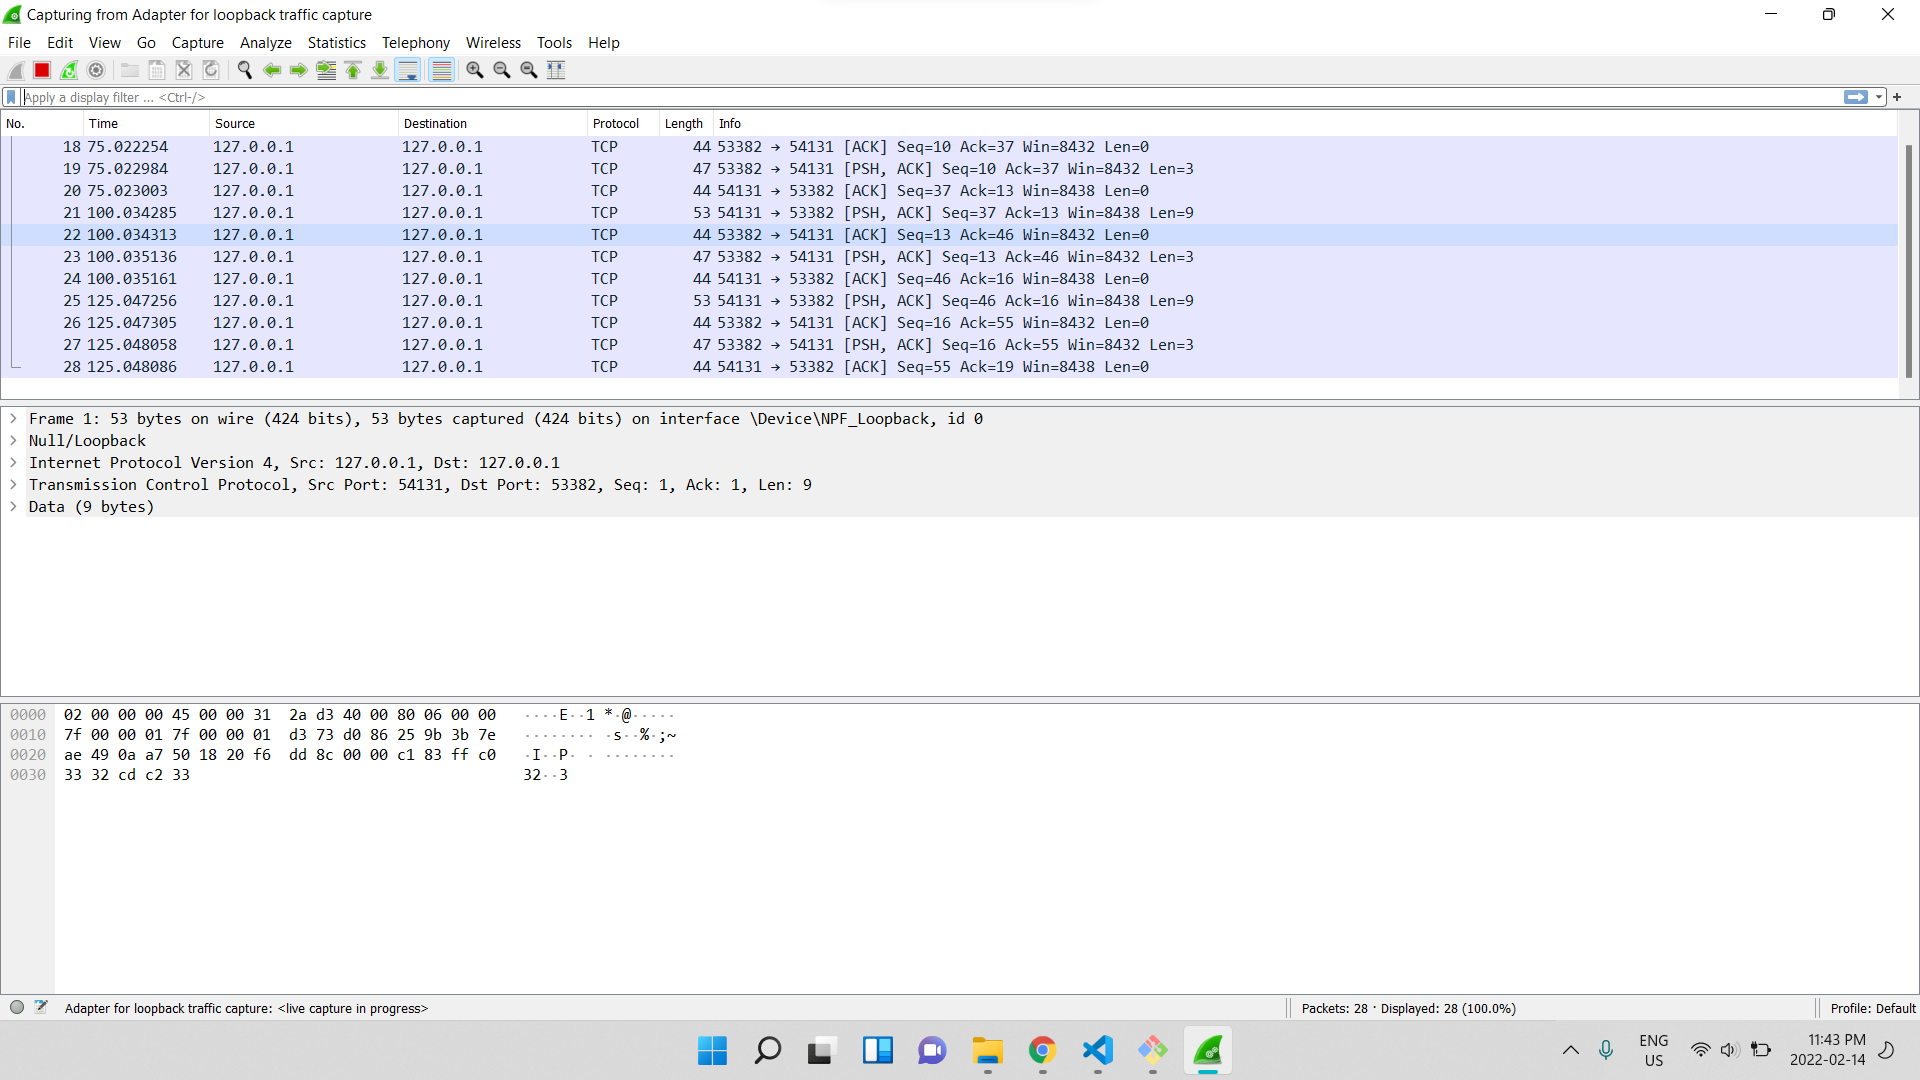 Capturing from Adapter for loopback traffic capture
File Edit View Go Capture Analyze Statistics Telephony Wireless Tools Help
Apply a display filter ... <Ctrl-/>
No. Time Source Destination Protocol Length Info
18 75.022254 127.0.0.1 127.0.0.1 TCP 44 53382 → 54131 [ACK] Seq=10 Ack=37 Win=8432 Len=0
19 75.022984 127.0.0.1 127.0.0.1 TCP 47 53382 → 54131 [PSH, ACK] Seq=10 Ack=37 Win=8432 Len=3
20 75.023003 127.0.0.1 127.0.0.1 TCP 44 54131 → 53382 [ACK] Seq=37 Ack=13 Win=8438 Len=0
21 100.034285 127.0.0.1 127.0.0.1 TCP 53 54131 → 53382 [PSH, ACK] Seq=37 Ack=13 Win=8438 Len=9
22 100.034313 127.0.0.1 127.0.0.1 TCP 44 53382 → 54131 [ACK] Seq=13 Ack=46 Win=8432 Len=0
23 100.035136 127.0.0.1 127.0.0.1 TCP 47 53382 → 54131 [PSH, ACK] Seq=13 Ack=46 Win=8432 Len=3
24 100.035161 127.0.0.1 127.0.0.1 TCP 44 54131 → 53382 [ACK] Seq=46 Ack=16 Win=8438 Len=0
25 125.047256 127.0.0.1 127.0.0.1 TCP 53 54131 → 53382 [PSH, ACK] Seq=46 Ack=16 Win=8438 Len=9
26 125.047305 127.0.0.1 127.0.0.1 TCP 44 53382 → 54131 [ACK] Seq=16 Ack=55 Win=8432 Len=0
27 125.048058 127.0.0.1 127.0.0.1 TCP 47 53382 → 54131 [PSH, ACK] Seq=16 Ack=55 Win=8432 Len=3
28 125.048086 127.0.0.1 127.0.0.1 TCP 44 54131 → 53382 [ACK] Seq=55 Ack=19 Win=8438 Len=0
Frame 1: 53 bytes on wire (424 bits), 53 bytes captured (424 bits) on interface \Device\NPF_Loopback, id 0
Null/Loopback
Internet Protocol Version 4, Src: 127.0.0.1, Dst: 127.0.0.1
Transmission Control Protocol, Src Port: 54131, Dst Port: 53382, Seq: 1, Ack: 1, Len: 9
Data (9 bytes)
0000 02 00 00 00 45 00 00 31 2a d3 40 00 80 06 00 00 ····E··1 *·@·····
0010 7f 00 00 01 7f 00 00 01 d3 73 d0 86 25 9b 3b 7e ········ ·s··%·;~
0020 ae 49 0a a7 50 18 20 f6 dd 8c 00 00 c1 83 ff c0 ·I··P· · ········
0030 33 32 cd c2 33 32··3
Adapter for loopback traffic capture: <live capture in progress>
Packets: 28 · Displayed: 28 (100.0%)
Profile: Default
ENG
US
11:43 PM
2022-02-14